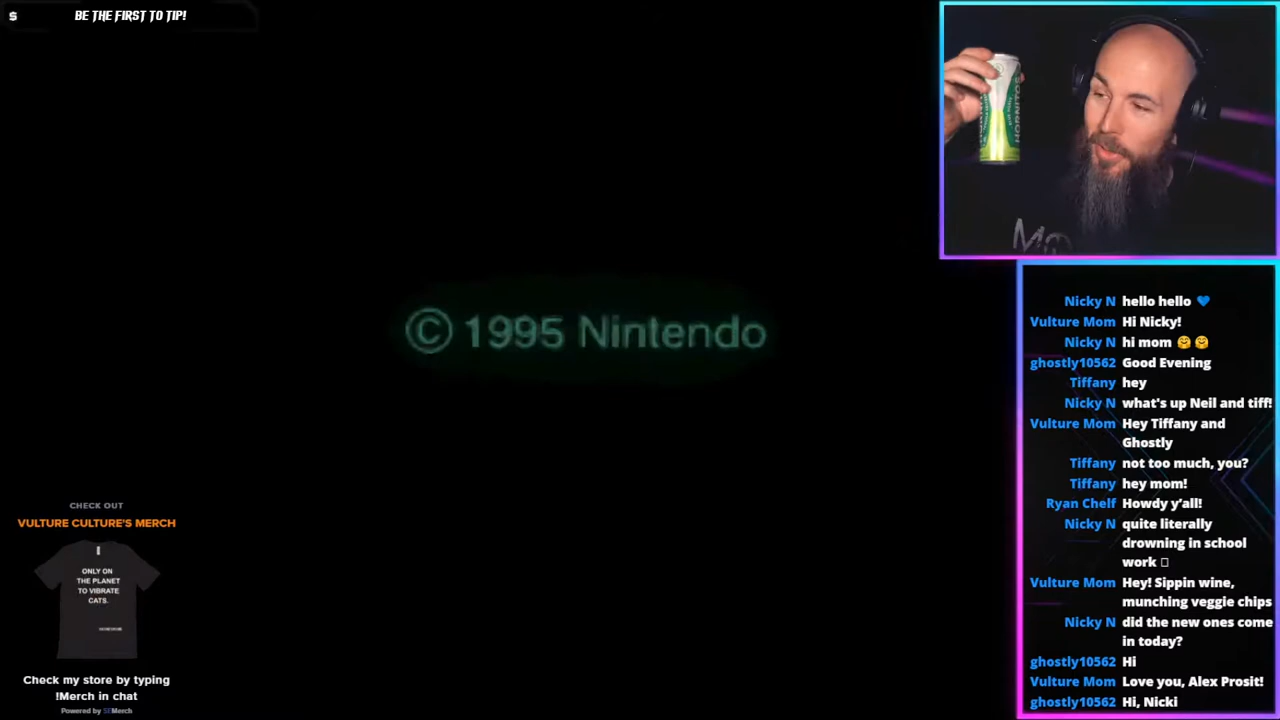 $
BE THE FIRST TO TIP!
HORNITOS
© 1995 Nintendo
Nicky N hello hello 💙
Vulture Mom Hi Nicky!
Nicky N hi mom 🤗 🤗
ghostly10562 Good Evening
Tiffany hey
Nicky N what's up Neil and tiff!
Vulture Mom Hey Tiffany and
Ghostly
Tiffany not too much, you?
Tiffany hey mom!
Ryan Chelf Howdy y'all!
Nicky N quite literally
drowning in school
work
Vulture Mom Hey! Sippin wine,
munching veggie chips
Nicky N did the new ones come
in today?
ghostly10562 Hi
Vulture Mom Love you, Alex Prosit!
ghostly10562 Hi, Nicki
CHECK OUT
VULTURE CULTURE'S MERCH
ONLY ON
THE PLANET
TO VIBRATE
CATS.
Check my store by typing
!Merch in chat
Powered by SEMerch